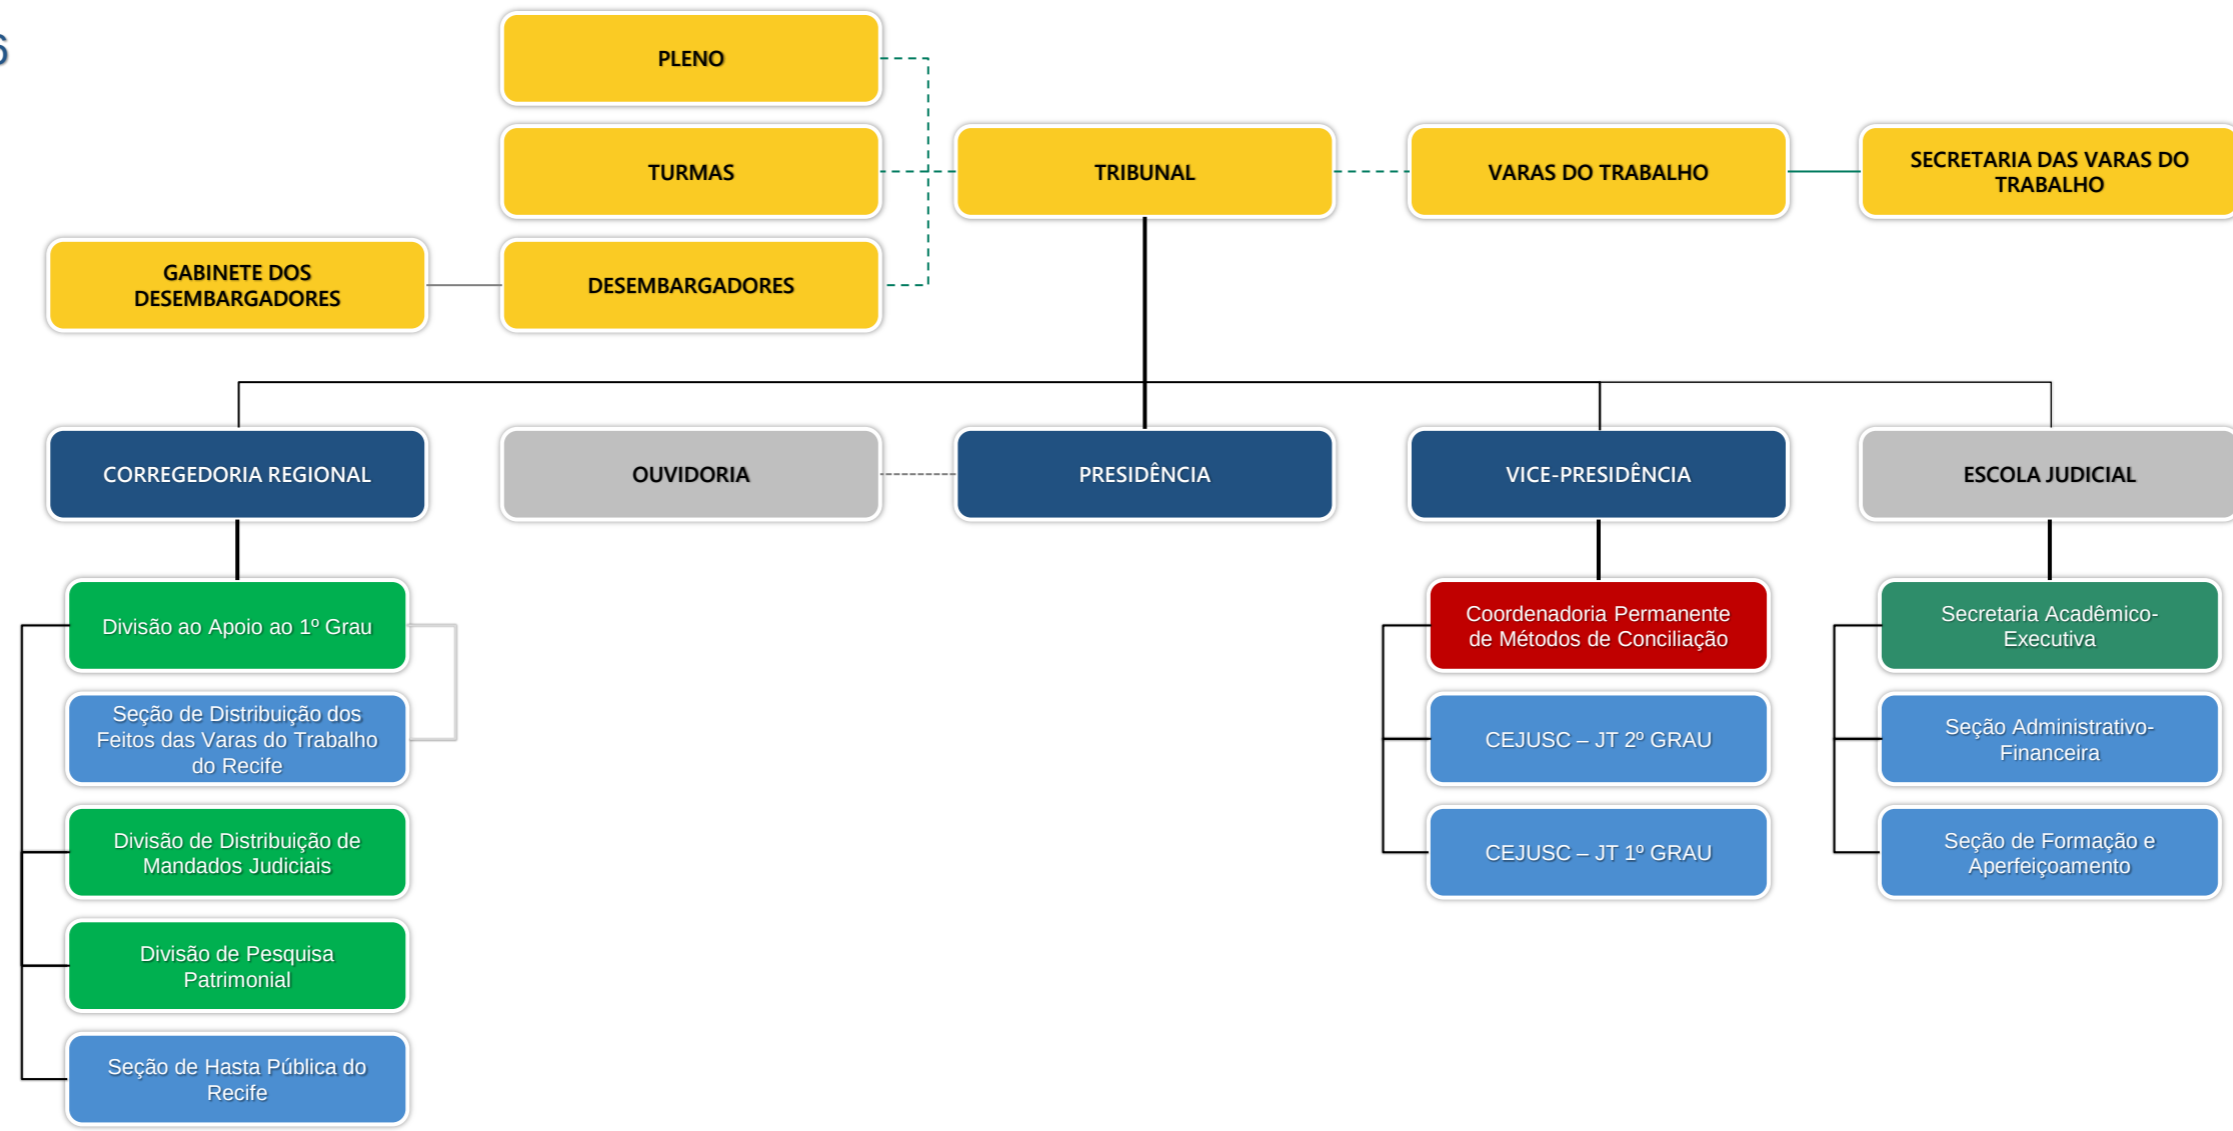 6
PLENO
TURMAS
TRIBUNAL
VARAS DO TRABALHO
SECRETARIA DAS VARAS DO
TRABALHO
GABINETE DOS
DESEMBARGADORES
DESEMBARGADORES
CORREGEDORIA REGIONAL
OUVIDORIA
PRESIDÊNCIA
VICE-PRESIDÊNCIA
ESCOLA JUDICIAL
Divisão ao Apoio ao 1º Grau
Seção de Distribuição dos
Feitos das Varas do Trabalho
do Recife
Divisão de Distribuição de
Mandados Judiciais
Divisão de Pesquisa
Patrimonial
Seção de Hasta Pública do
Recife
Coordenadoria Permanente
de Métodos de Conciliação
CEJUSC – JT 2º GRAU
CEJUSC – JT 1º GRAU
Secretaria Acadêmico-
Executiva
Seção Administrativo-
Financeira
Seção de Formação e
Aperfeiçoamento